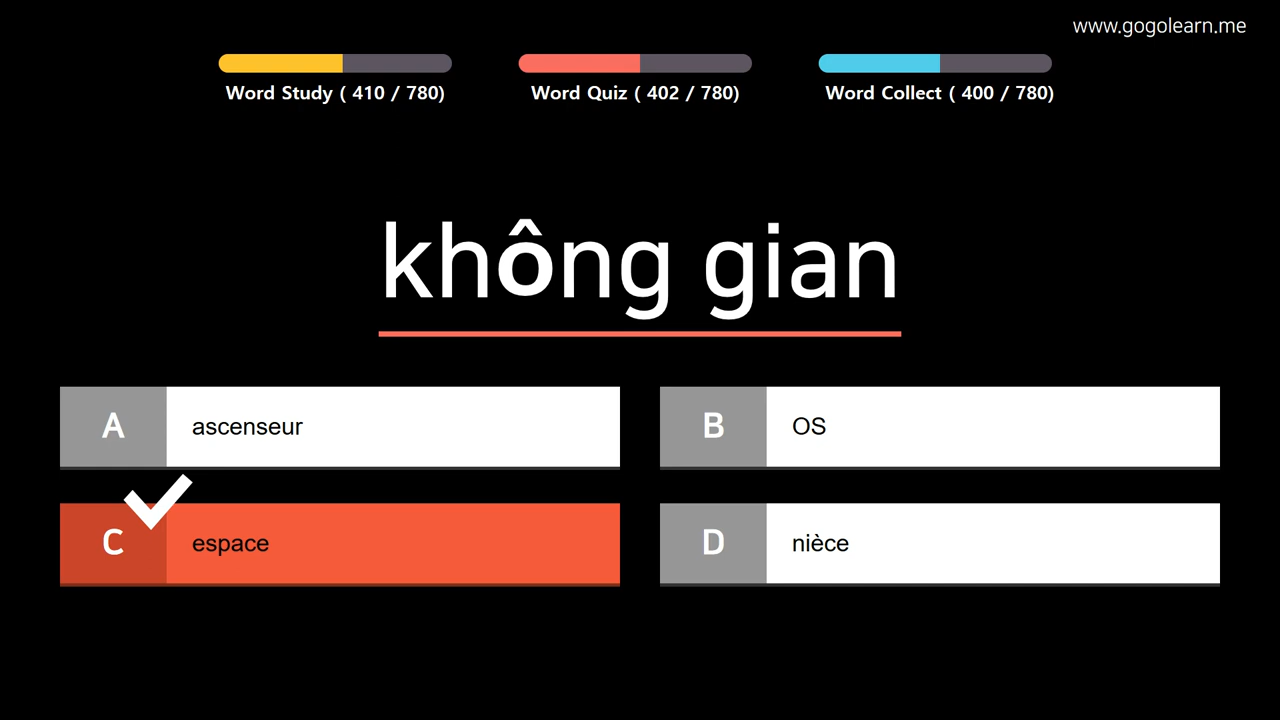 www.gogolearn.me
Word Study ( 410 / 780)
Word Quiz ( 402 / 780)
Word Collect ( 400 / 780)
không gian
A ascenseur
B OS
C espace
D nièce